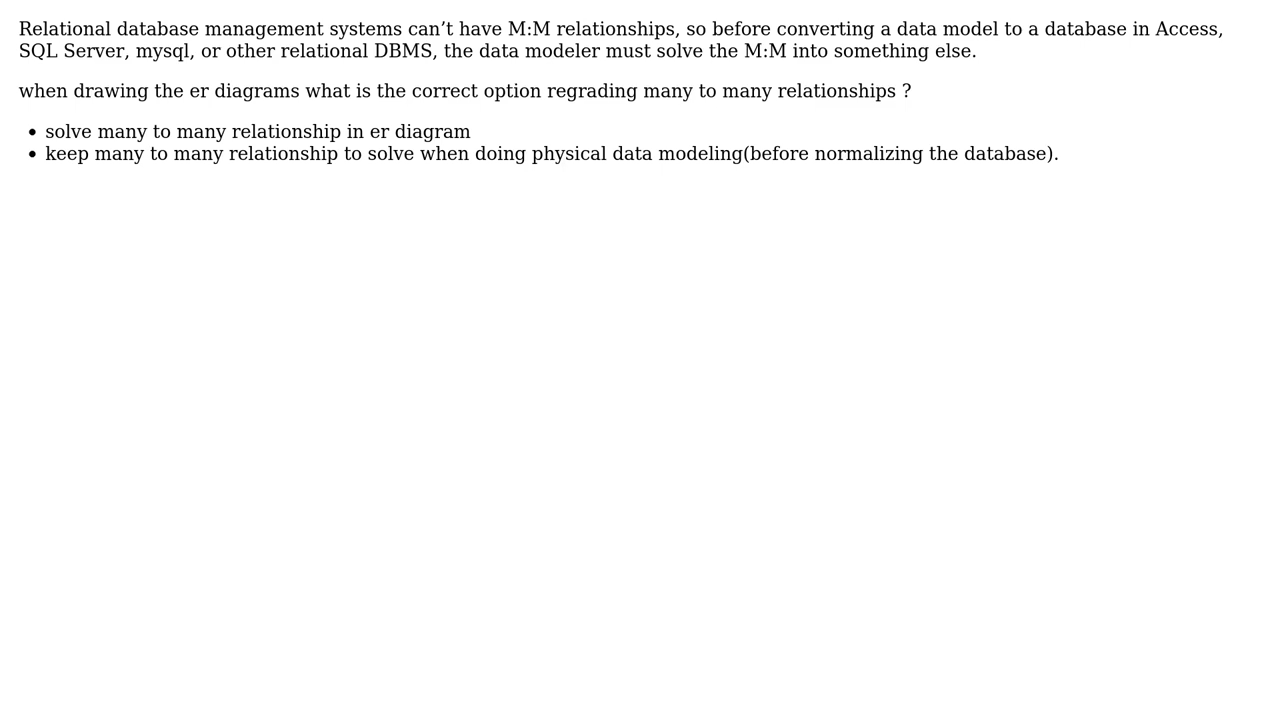 Relational database management systems can’t have M:M relationships, so before converting a data model to a database in Access,
SQL Server, mysql, or other relational DBMS, the data modeler must solve the M:M into something else.
when drawing the er diagrams what is the correct option regrading many to many relationships ?
• solve many to many relationship in er diagram
• keep many to many relationship to solve when doing physical data modeling(before normalizing the database).